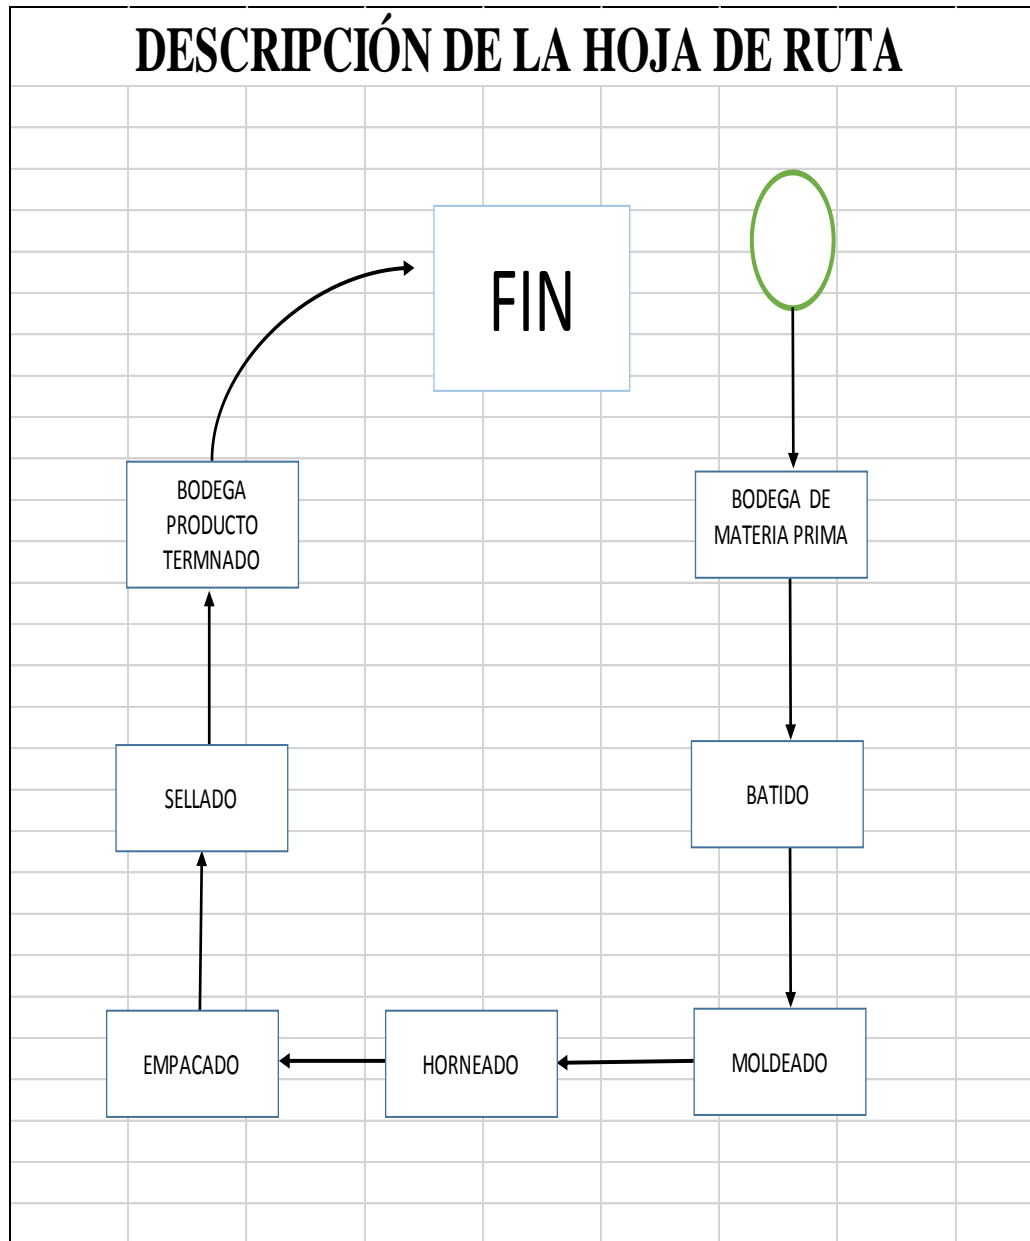 DESCRIPCIÓN DE LA HOJA DE RUTA
FIN
BODEGA
PRODUCTO
TERMNADO
BODEGA DE
MATERIA PRIMA
SELLADO
BATIDO
EMPACADO
HORNEADO
MOLDEADO